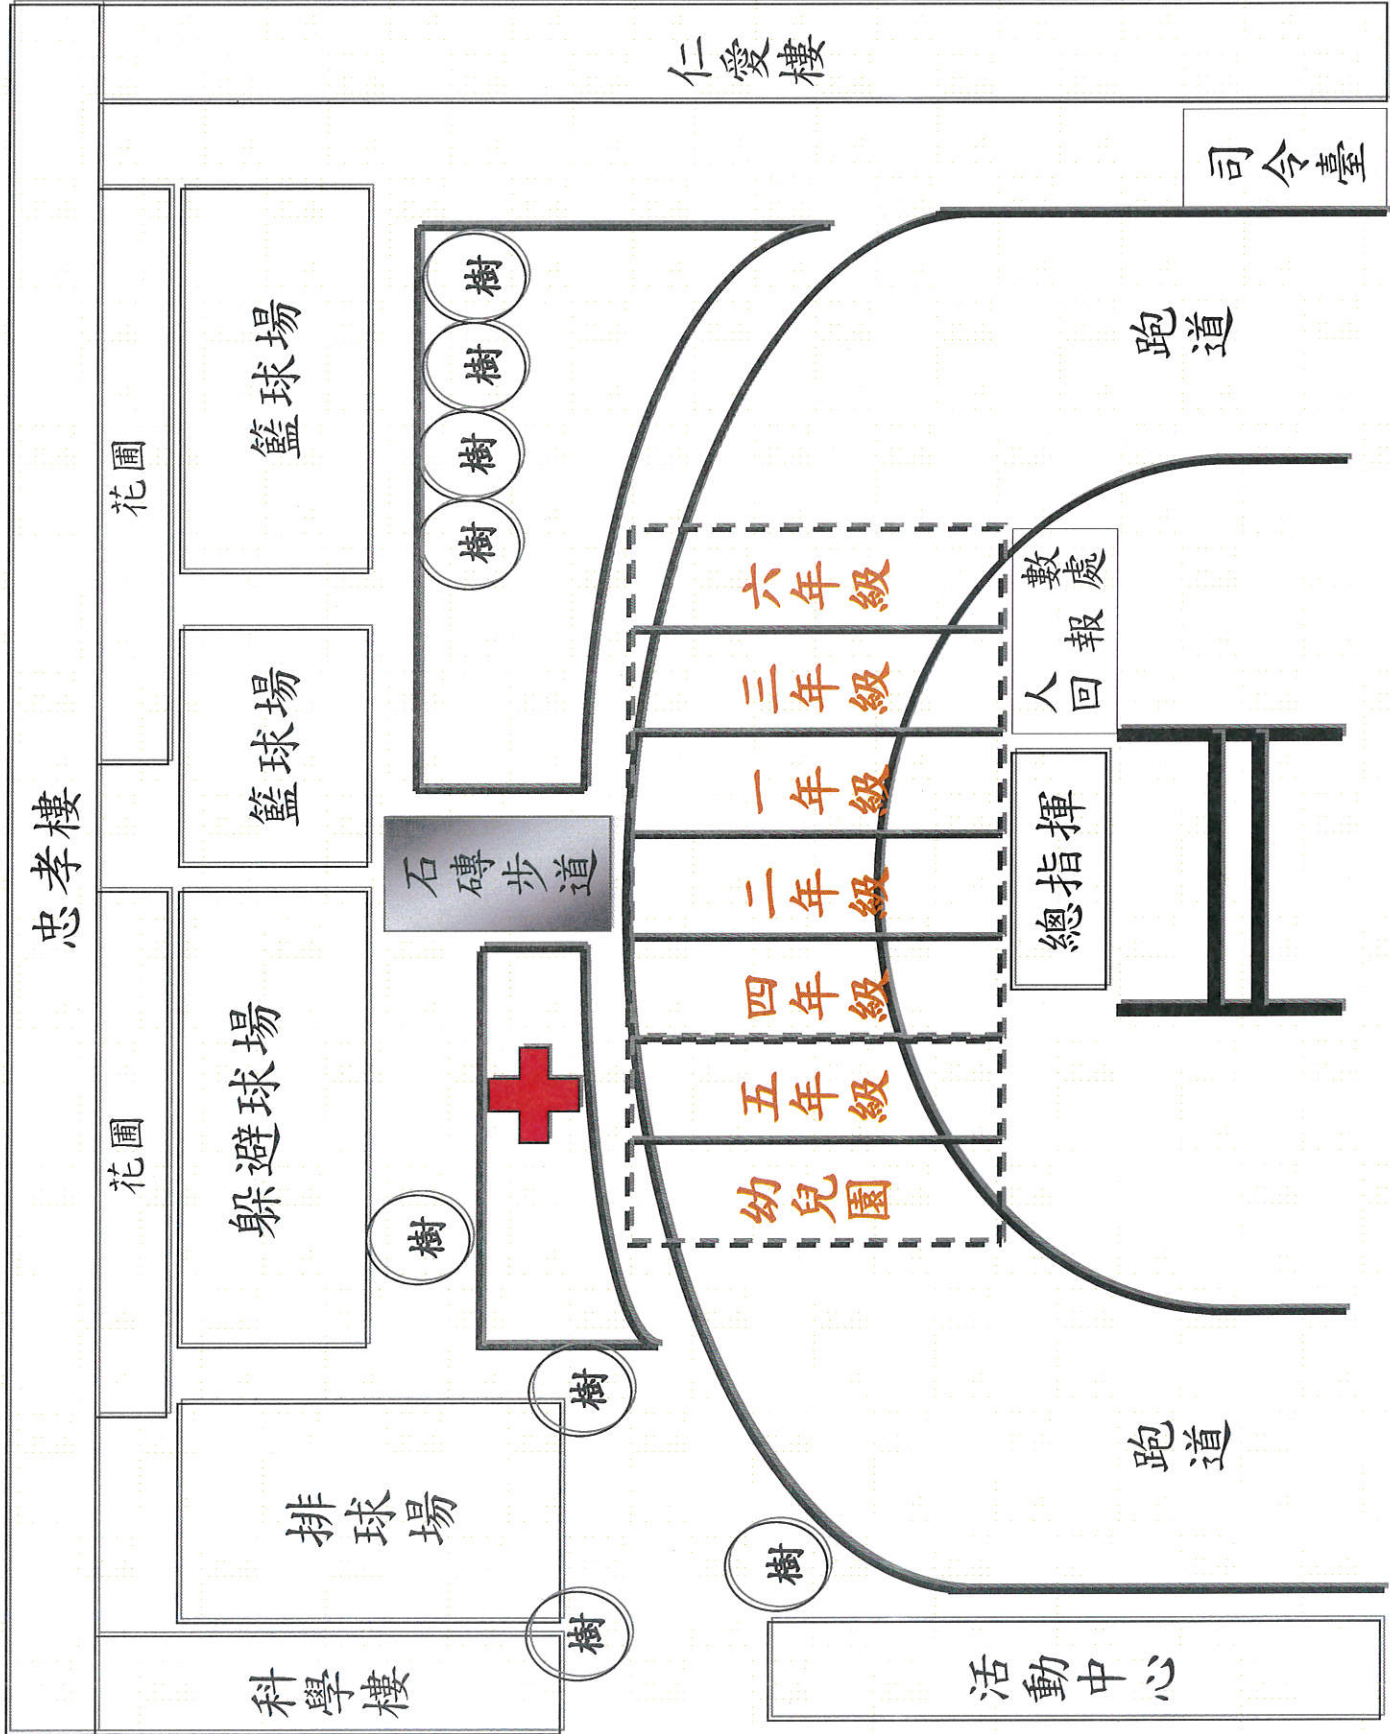 忠孝樓
花圃
花圃
科學樓
排球場
躲避球場
籃球場
籃球場
仁愛樓
樹
樹
樹
樹
樹
樹
樹
石磚步道
樹
幼兒園
五年級
四年級
二年級
一年級
三年級
六年級
活動中心
跑道
總指揮
人數
回報處
跑道
司令臺